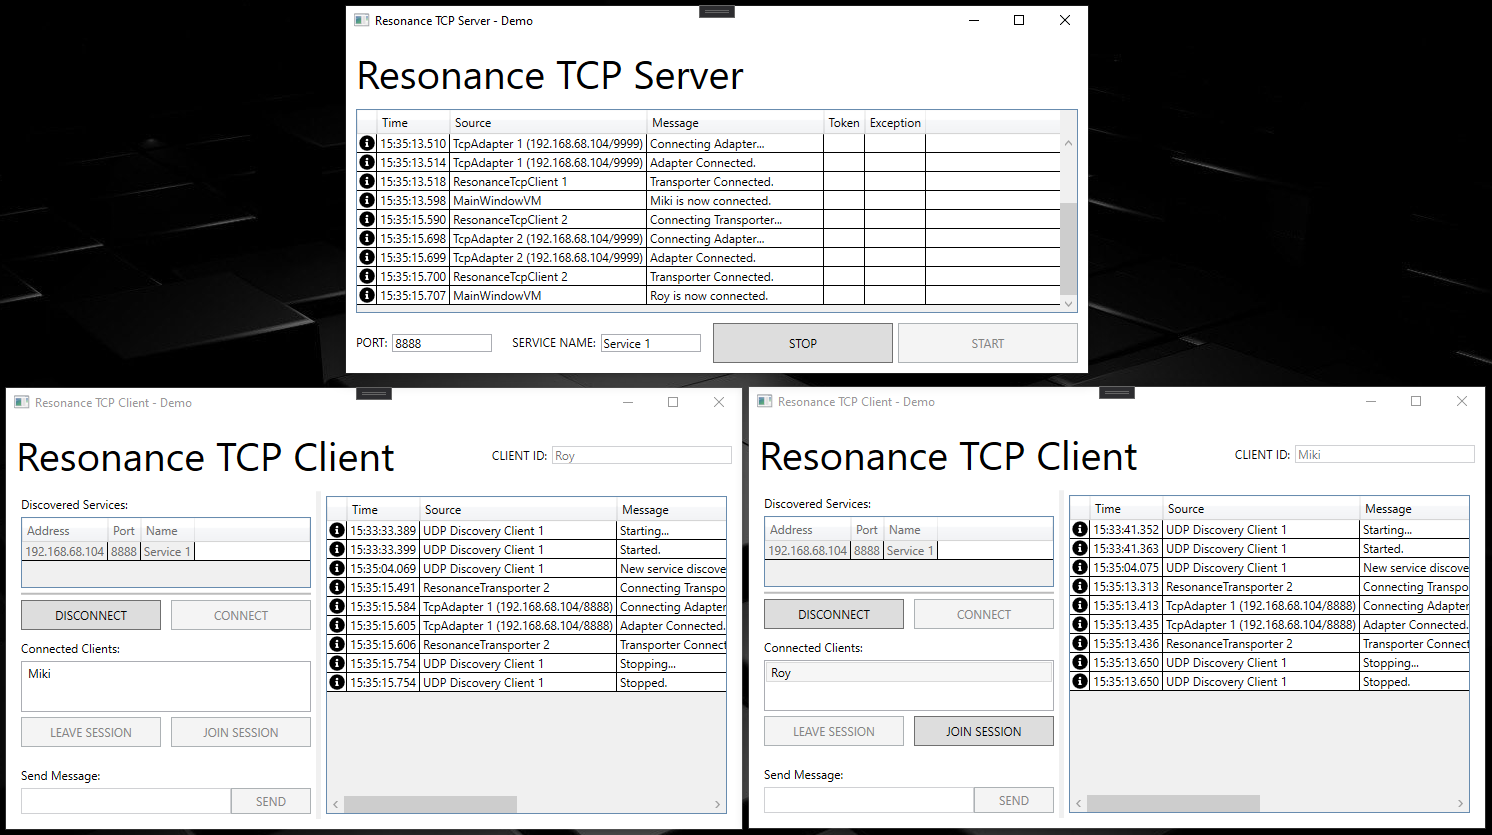 Resonance TCP Server - Demo
Resonance TCP Server
Time Source Message Token Exception
15:35:13.510 TcpAdapter 1 (192.168.68.104/9999) Connecting Adapter...
15:35:13.514 TcpAdapter 1 (192.168.68.104/9999) Adapter Connected.
15:35:13.518 ResonanceTcpClient 1 Transporter Connected.
15:35:13.598 MainWindowVM Miki is now connected.
15:35:15.590 ResonanceTcpClient 2 Connecting Transporter...
15:35:15.698 TcpAdapter 2 (192.168.68.104/9999) Connecting Adapter...
15:35:15.699 TcpAdapter 2 (192.168.68.104/9999) Adapter Connected.
15:35:15.700 ResonanceTcpClient 2 Transporter Connected.
15:35:15.707 MainWindowVM Roy is now connected.
PORT: 8888 SERVICE NAME: Service 1 STOP START
Resonance TCP Client - Demo
Resonance TCP Client
CLIENT ID: Roy
Discovered Services:
Address Port Name
192.168.68.104 8888 Service 1
DISCONNECT CONNECT
Connected Clients:
Miki
LEAVE SESSION JOIN SESSION
Send Message:
SEND
Time Source Message
15:33:33.389 UDP Discovery Client 1 Starting...
15:33:33.399 UDP Discovery Client 1 Started.
15:35:04.069 UDP Discovery Client 1 New service discove
15:35:15.491 ResonanceTransporter 2 Connecting Transpo
15:35:15.584 TcpAdapter 1 (192.168.68.104/8888) Connecting Adapter
15:35:15.605 TcpAdapter 1 (192.168.68.104/8888) Adapter Connected.
15:35:15.606 ResonanceTransporter 2 Transporter Connect
15:35:15.754 UDP Discovery Client 1 Stopping...
15:35:15.754 UDP Discovery Client 1 Stopped.
Resonance TCP Client - Demo
Resonance TCP Client
CLIENT ID: Miki
Discovered Services:
Address Port Name
192.168.68.104 8888 Service 1
DISCONNECT CONNECT
Connected Clients:
Roy
LEAVE SESSION JOIN SESSION
Send Message:
SEND
Time Source Message
15:33:41.352 UDP Discovery Client 1 Starting...
15:33:41.363 UDP Discovery Client 1 Started.
15:35:04.075 UDP Discovery Client 1 New service discove
15:35:13.313 ResonanceTransporter 2 Connecting Transpo
15:35:13.413 TcpAdapter 1 (192.168.68.104/8888) Connecting Adapter
15:35:13.435 TcpAdapter 1 (192.168.68.104/8888) Adapter Connected.
15:35:13.436 ResonanceTransporter 2 Transporter Connect
15:35:13.650 UDP Discovery Client 1 Stopping...
15:35:13.650 UDP Discovery Client 1 Stopped.